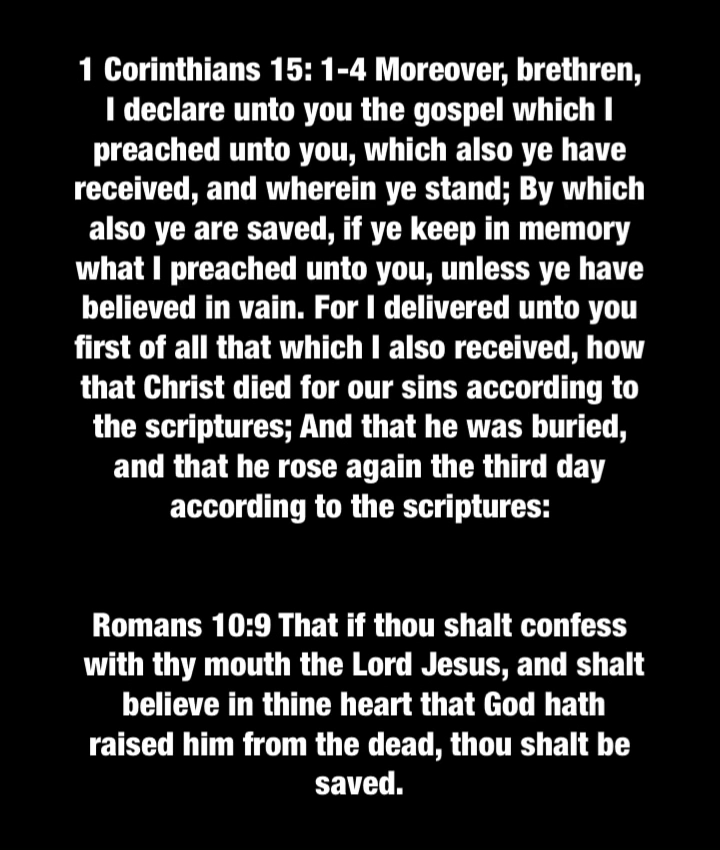 1 Corinthians 15: 1-4 Moreover, brethren,
I declare unto you the gospel which I
preached unto you, which also ye have
received, and wherein ye stand; By which
also ye are saved, if ye keep in memory
what I preached unto you, unless ye have
believed in vain. For I delivered unto you
first of all that which I also received, how
that Christ died for our sins according to
the scriptures; And that he was buried,
and that he rose again the third day
according to the scriptures:
Romans 10:9 That if thou shalt confess
with thy mouth the Lord Jesus, and shalt
believe in thine heart that God hath
raised him from the dead, thou shalt be
saved.